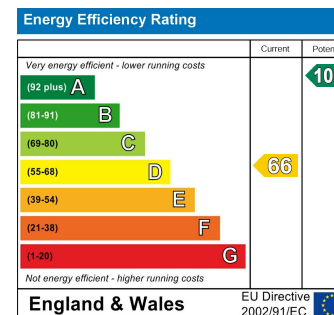 Energy Efficiency Rating
Current Poten
Very energy efficient - lower running costs
(92 plus) A
10
(81-91) B
(69-80) C
(55-68) D
66
(39-54) E
(21-38) F
(1-20) G
Not energy efficient - higher running costs
England & Wales
EU Directive
2002/91/EC